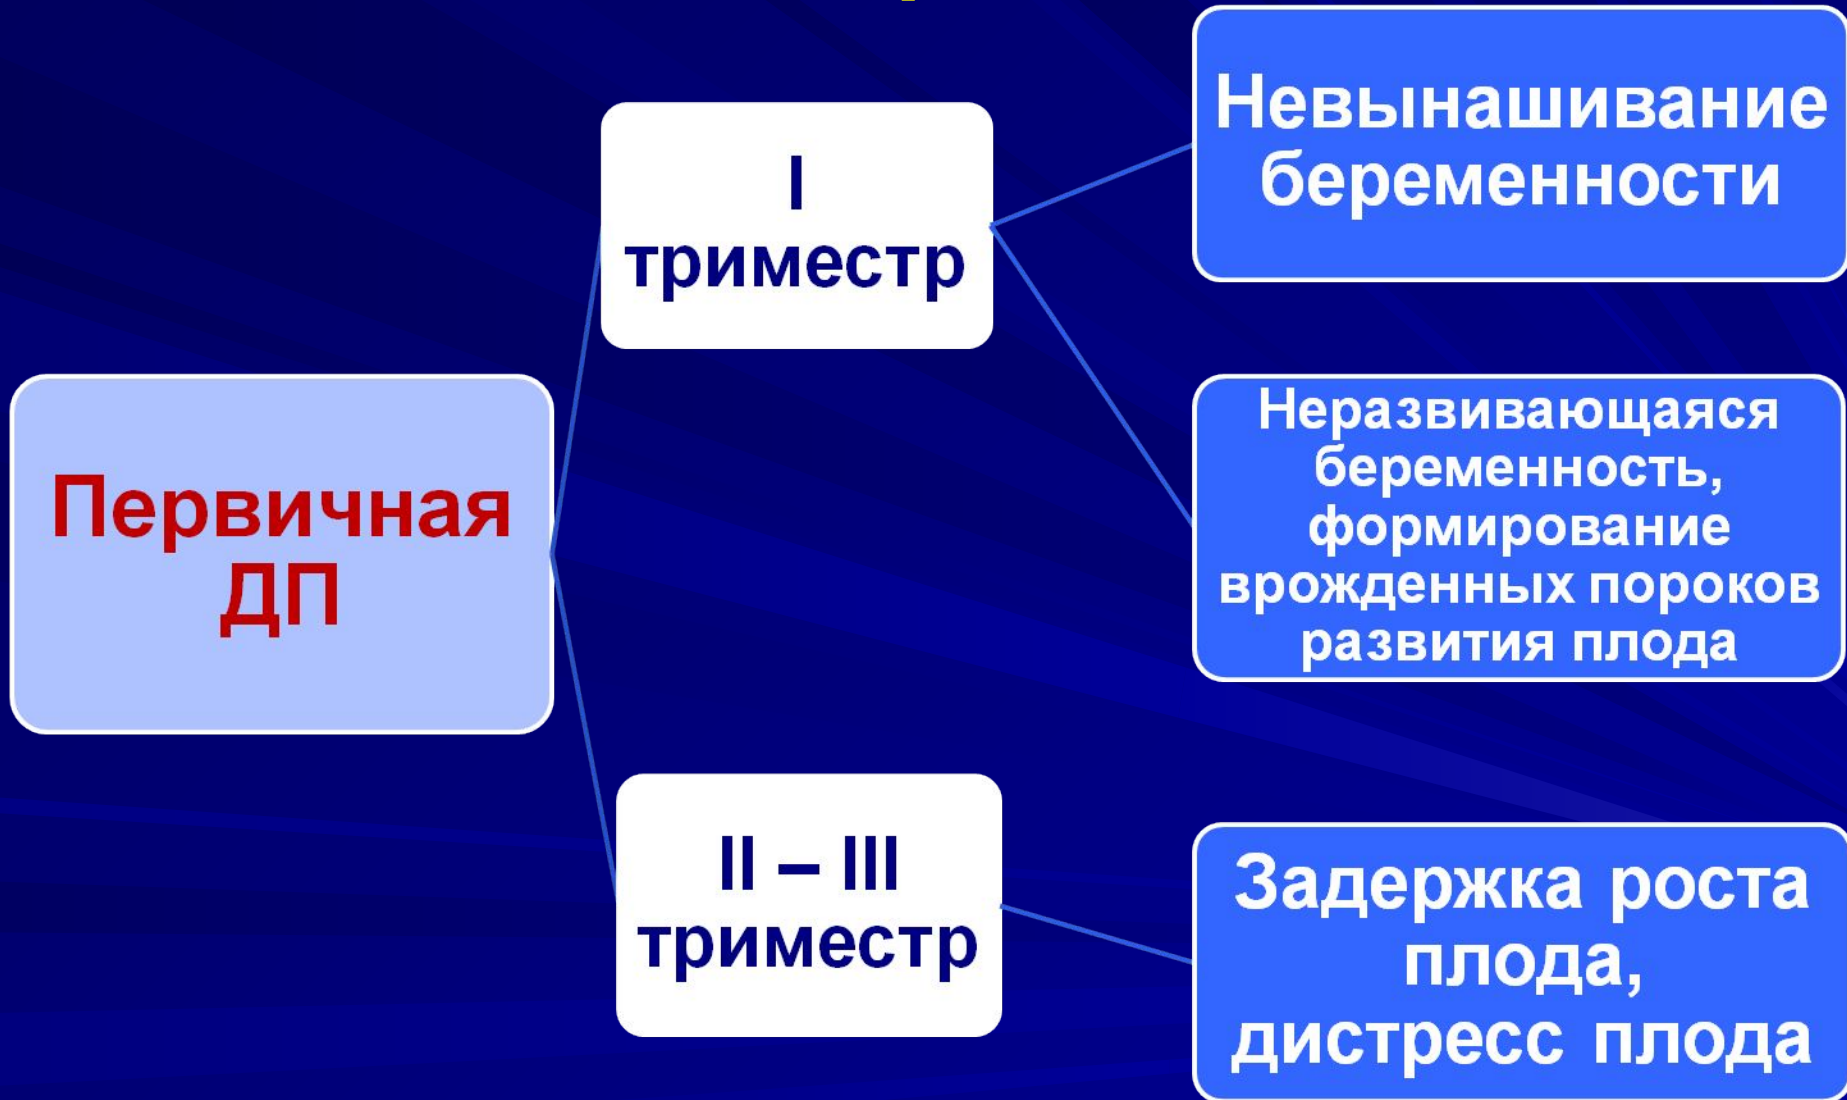 Первичная
ДП
I
триместр
Невынашивание
беременности
Неразвивающаяся
беременность,
формирование
врожденных пороков
развития плода
II – III
триместр
Задержка роста
плода,
дистресс плода